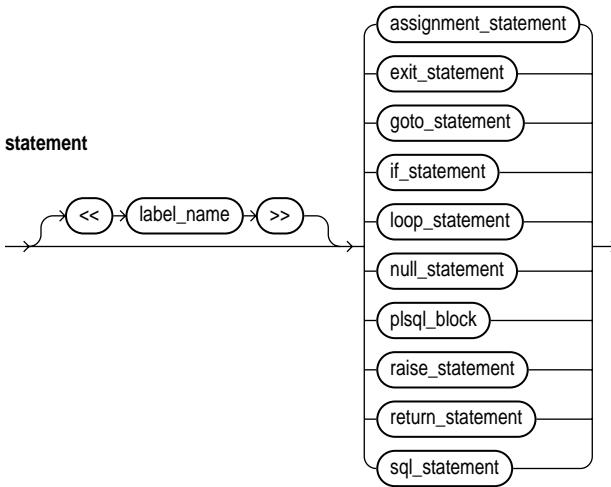 statement
<< label_name >>
assignment_statement
exit_statement
goto_statement
if_statement
loop_statement
null_statement
plsql_block
raise_statement
return_statement
sql_statement